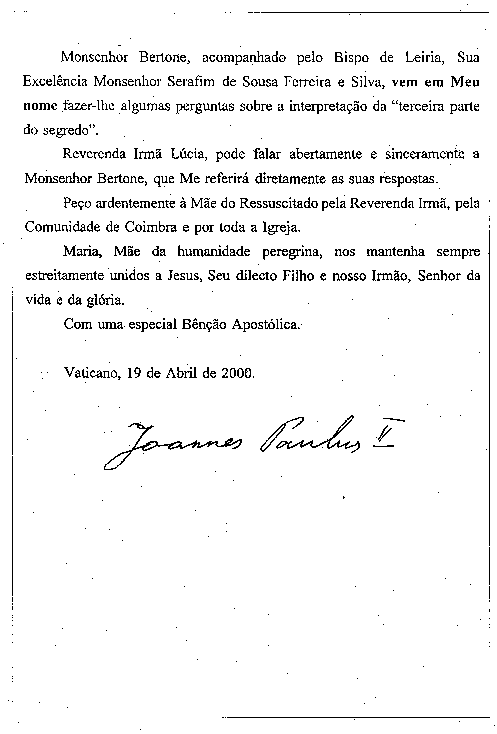 Monsenhor Bertone, acompanhado pelo Bispo de Leiria, Sua
Excelência Monsenhor Serafim de Sousa Ferreira e Silva, vem em Meu
nome fazer-lhe algumas perguntas sobre a interpretação da “terceira parte
do segredo”.
Reverenda Irmã Lúcia, pode falar abertamente e sinceramente a
Monsenhor Bertone, que Me referirá diretamente as suas respostas.
Peço ardentemente à Mãe do Ressuscitado pela Reverenda Irmã, pela
Comunidade de Coimbra e por toda a Igreja.
Maria, Mãe da humanidade peregrina, nos mantenha sempre
estreitamente unidos a Jesus, Seu dilecto Filho e nosso Irmão, Senhor da
vida e da glória.
Com uma especial Bênção Apostólica.
Vaticano, 19 de Abril de 2000.
Joannes Paulus II